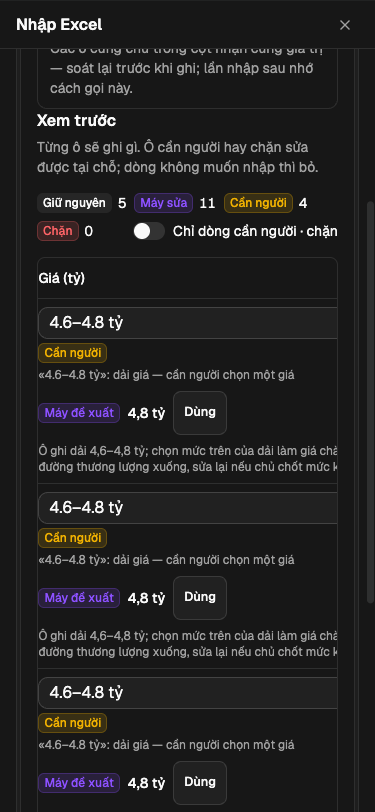 Nhập Excel
Các ô cùng chữ trong cột nhận cùng giá trị
— soát lại trước khi ghi; lần nhập sau nhớ
cách gọi này.
Xem trước
Từng ô sẽ ghi gì. Ô cần người hay chặn sửa
được tại chỗ; dòng không muốn nhập thì bỏ.
Giữ nguyên 5 Máy sửa 11 Cần người 4
Chặn 0 Chỉ dòng cần người · chặn
Giá (tỷ)
4.6–4.8 tỷ
Cần người
«4.6–4.8 tỷ»: dải giá — cần người chọn một giá
Máy đề xuất 4,8 tỷ Dùng
Ô ghi dải 4,6–4,8 tỷ; chọn mức trên của dải làm giá
đường thương lượng xuống, sửa lại nếu chủ chốt mức
4.6–4.8 tỷ
Cần người
«4.6–4.8 tỷ»: dải giá — cần người chọn một giá
Máy đề xuất 4,8 tỷ Dùng
Ô ghi dải 4,6–4,8 tỷ; chọn mức trên của dải làm giá
đường thương lượng xuống, sửa lại nếu chủ chốt mức
4.6–4.8 tỷ
Cần người
«4.6–4.8 tỷ»: dải giá — cần người chọn một giá
Máy đề xuất 4,8 tỷ Dùng